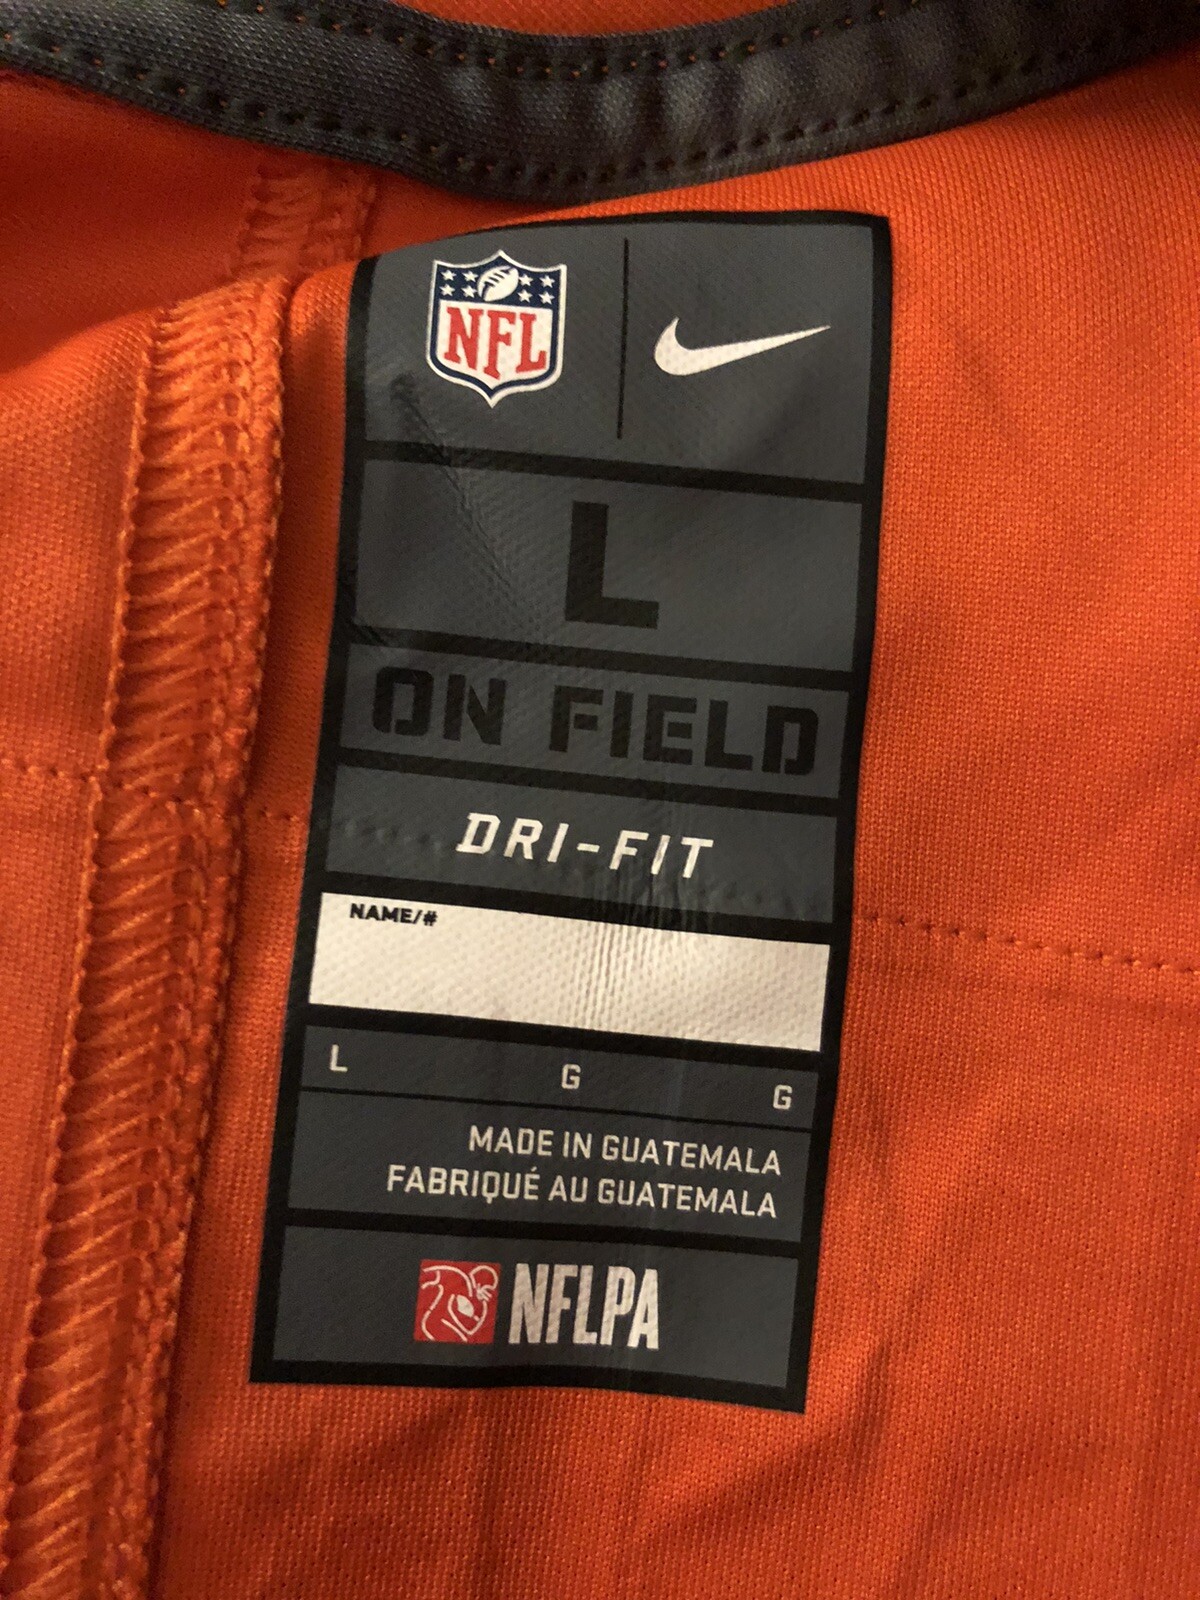 NFL
L
ON FIELD
DRI-FIT
NAME/#
L G G
MADE IN GUATEMALA
FABRIQUÉ AU GUATEMALA
NFLPA